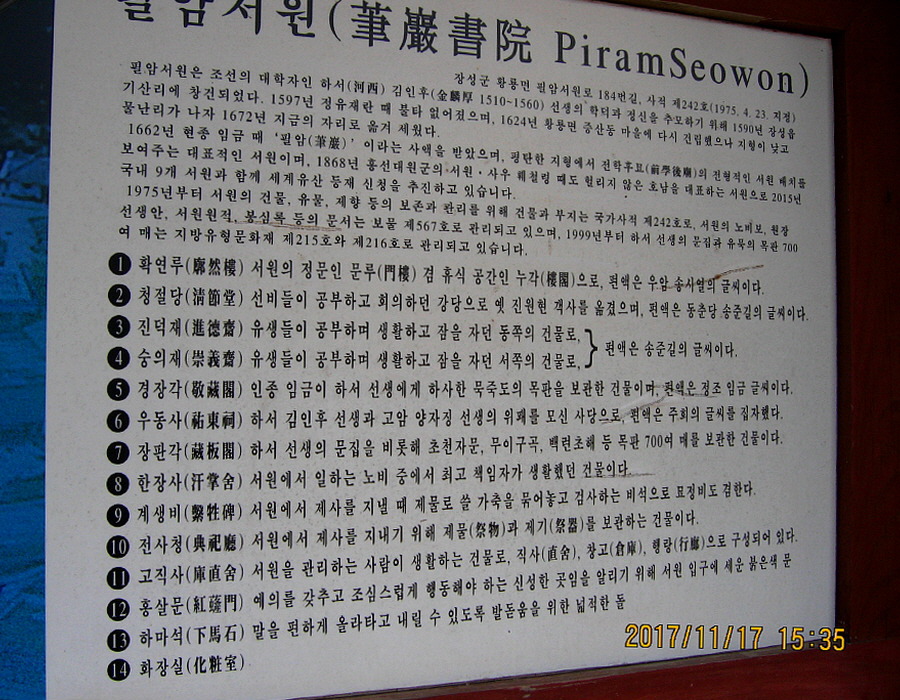 필암서원(筆巖書院 PiramSeowon)
장성군 황룡면 필암서원로 184번길, 사적 제242호(1975. 4. 23. 지정)
필암서원은 조선의 대학자인 하서(河西) 김인후(金麟厚 1510~1560) 선생의 학덕과 정신을 추모하기 위해 1590년 장성읍
기산리에 창건되었다. 1597년 정유재란 때 불타 없어졌으며, 1624년 황룡면 증산동 마을에 다시 건립했으나 지형이 낮고
물난리가 나자 1672년 지금의 자리로 옮겨 세웠다.
1662년 현종 임금 때 '필암(筆巖)' 이라는 사액을 받았으며, 평탄한 지형에서 전학후묘(前學後廟)의 전형적인 서원 배치를
보여주는 대표적인 서원이며, 1868년 흥선대원군의 서원·사우 훼철령 때도 헐리지 않은 호남을 대표하는 서원으로 2015년
국내 9개 서원과 함께 세계유산 등재 신청을 추진하고 있습니다.
1975년부터 서원의 건물, 유물, 제향 등의 보존과 관리를 위해 건물과 부지는 국가사적 제242호로, 서원의 노비보, 원장
선생안, 서원원적, 봉심록 등의 문서는 보물 제567호로 관리되고 있으며, 1999년부터 하서 선생의 문집과 유묵의 목판 700
여 매는 지방유형문화재 제215호와 제216호로 관리되고 있습니다.
❶ 확연루(廓然樓) 서원의 정문인 문루(門樓) 겸 휴식 공간인 누각(樓閣)으로, 편액은 우암 송시열의 글씨이다.
❷ 청절당(淸節堂) 선비들이 공부하고 회의하던 강당으로 옛 진원현 객사를 옮겼으며, 편액은 동춘당 송준길의 글씨이다.
❸ 진덕재(進德齋) 유생들이 공부하며 생활하고 잠을 자던 동쪽의 건물로,
❹ 숭의재(崇義齋) 유생들이 공부하며 생활하고 잠을 자던 서쪽의 건물로, } 편액은 송준길의 글씨이다.
❺ 경장각(敬藏閣) 인종 임금이 하서 선생에게 하사한 묵죽도의 목판을 보관한 건물이며 편액은 정조 임금 글씨이다.
❻ 우동사(祐東祠) 하서 김인후 선생과 고암 양자징 선생의 위패를 모신 사당으로, 편액은 주희의 글씨를 집자했다.
❼ 장판각(藏板閣) 하서 선생의 문집을 비롯해 초천자문, 무이구곡, 백련초해 등 목판 700여 매를 보관한 건물이다.
❽ 한장사(汗掌舍) 서원에서 일하는 노비 중에서 최고 책임자가 생활했던 건물이다.
❾ 계생비(繫牲碑) 서원에서 제사를 지낼 때 제물로 쓸 가축을 묶어놓고 검사하는 비석으로 묘정비도 겸한다.
❿ 전사청(典祀廳) 서원에서 제사를 지내기 위해 제물(祭物)과 제기(祭器)를 보관하는 건물이다.
⓫ 고직사(庫直舍) 서원을 관리하는 사람이 생활하는 건물로, 직사(直舍), 창고(倉庫), 행랑(行廊)으로 구성되어 있다.
⓬ 홍살문(紅蕯門) 예의를 갖추고 조심스럽게 행동해야 하는 신성한 곳임을 알리기 위해 서원 입구에 세운 붉은색 문
⓭ 하마석(下馬石) 말을 편하게 올라타고 내릴 수 있도록 발돋움을 위한 넓적한 돌
⓮ 화장실(化粧室)
2017/11/17 15:35